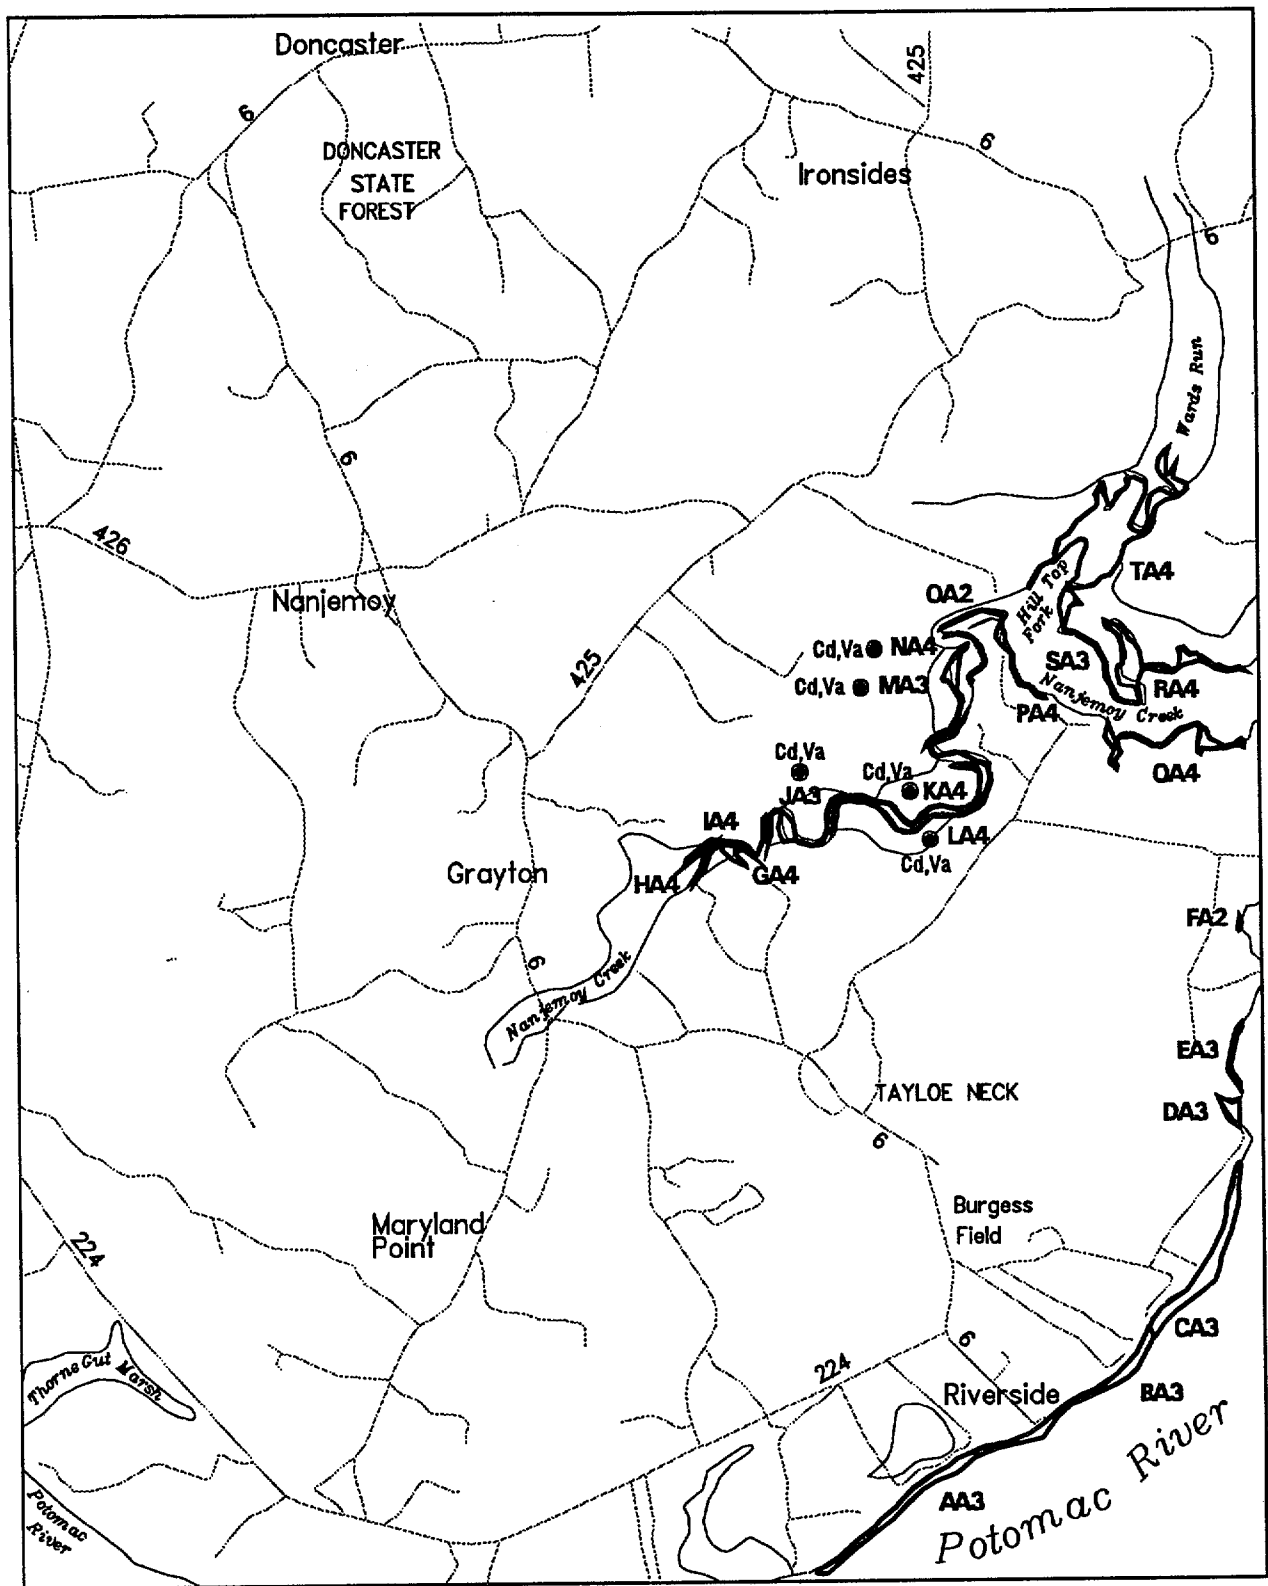 Doncaster
425
6
6
DONCASTER
STATE
FOREST
Ironsides
6
Wards Run
6
426
Nanjemoy
TA4
OA2
Hill Top
Fork
Cd,Va NA4
425
SA3
Cd,Va MA3
RA4
Nanjemoy Creek
PA4
Cd,Va
Cd,Va
OA4
KA4
JA3
IA4
LA4
Cd,Va
Grayton
HA4
GA4
FA2
6
Nanjemoy Creek
EA3
TAYLOE NECK
DA3
6
Burgess
Field
Maryland
Point
224
CA3
6
Thorne Gut Marsh
224
Riverside
BA3
Potomac River
AA3
Potomac
River